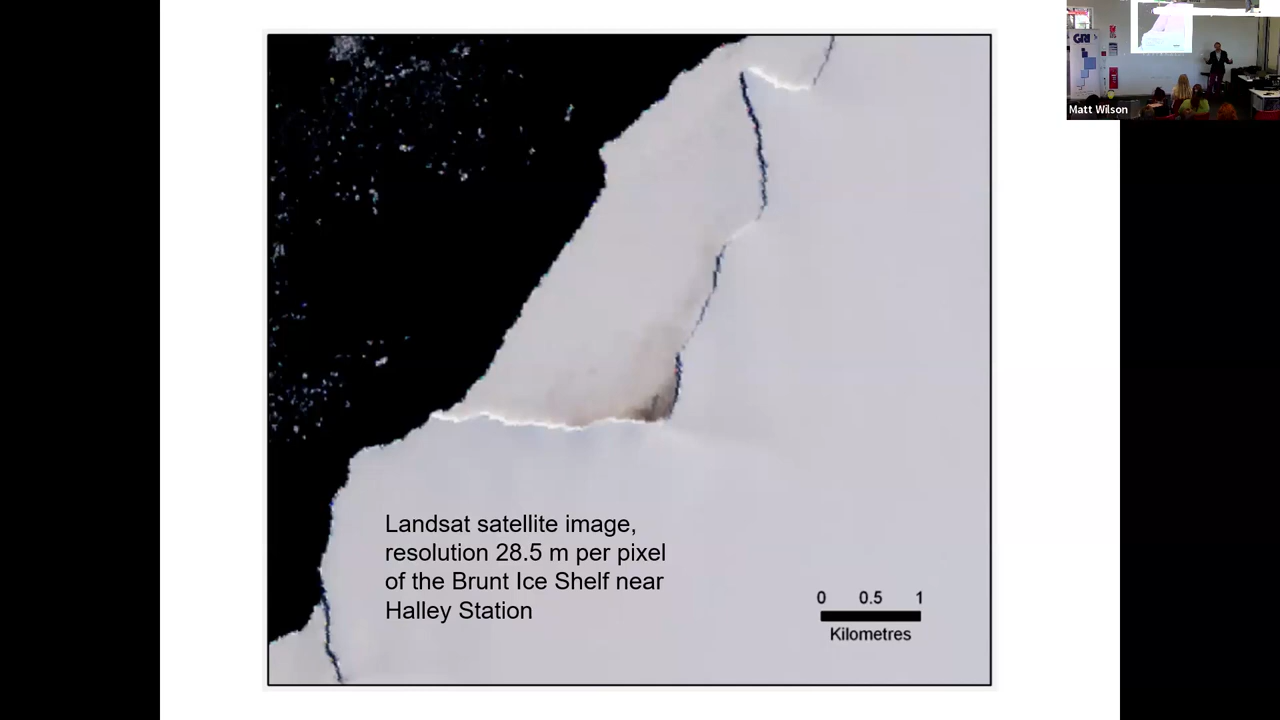 Landsat satellite image,
resolution 28.5 m per pixel
of the Brunt Ice Shelf near
Halley Station
0 0.5 1
Kilometres
GRI
Matt Wilson